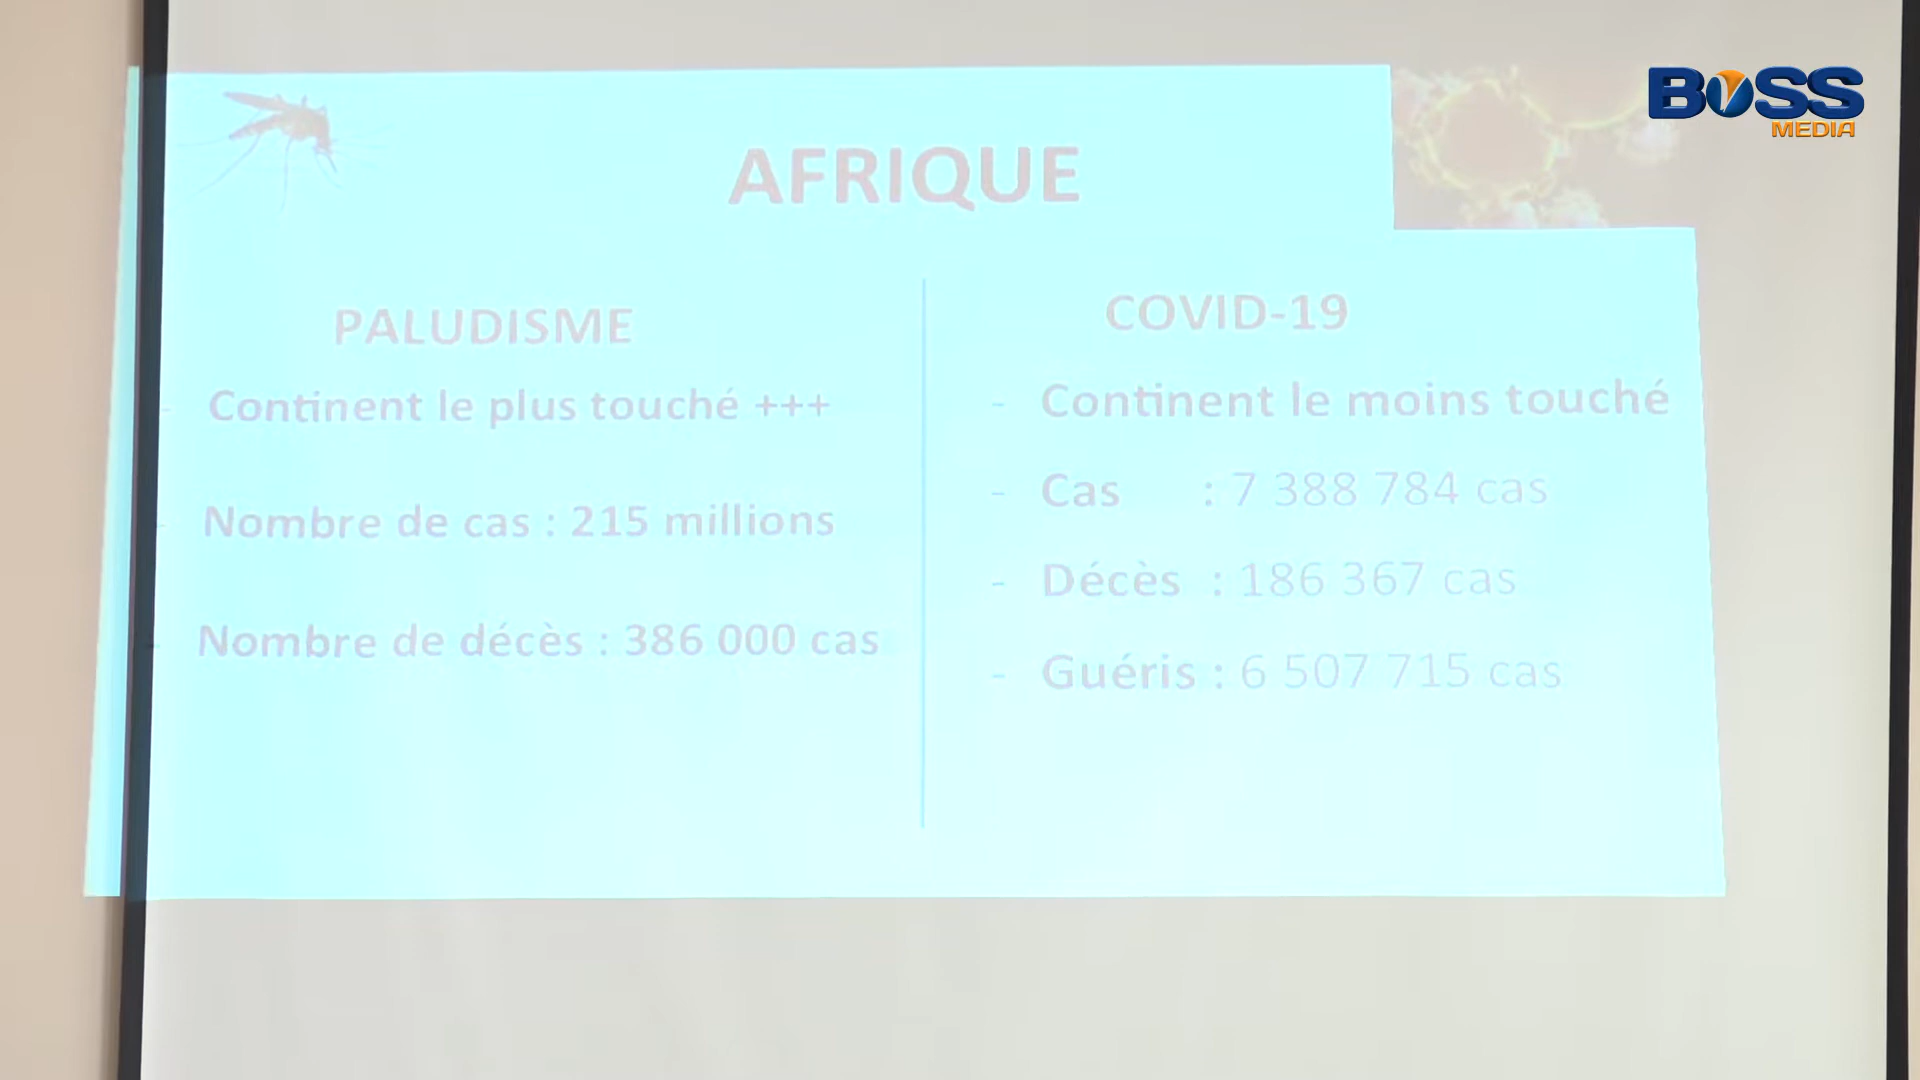 BOSS
MEDIA
AFRIQUE
PALUDISME
- Continent le plus touché +++
- Nombre de cas : 215 millions
- Nombre de décès : 386 000 cas
COVID-19
- Continent le moins touché
- Cas : 7 388 784 cas
- Décès : 186 367 cas
- Guéris : 6 507 715 cas